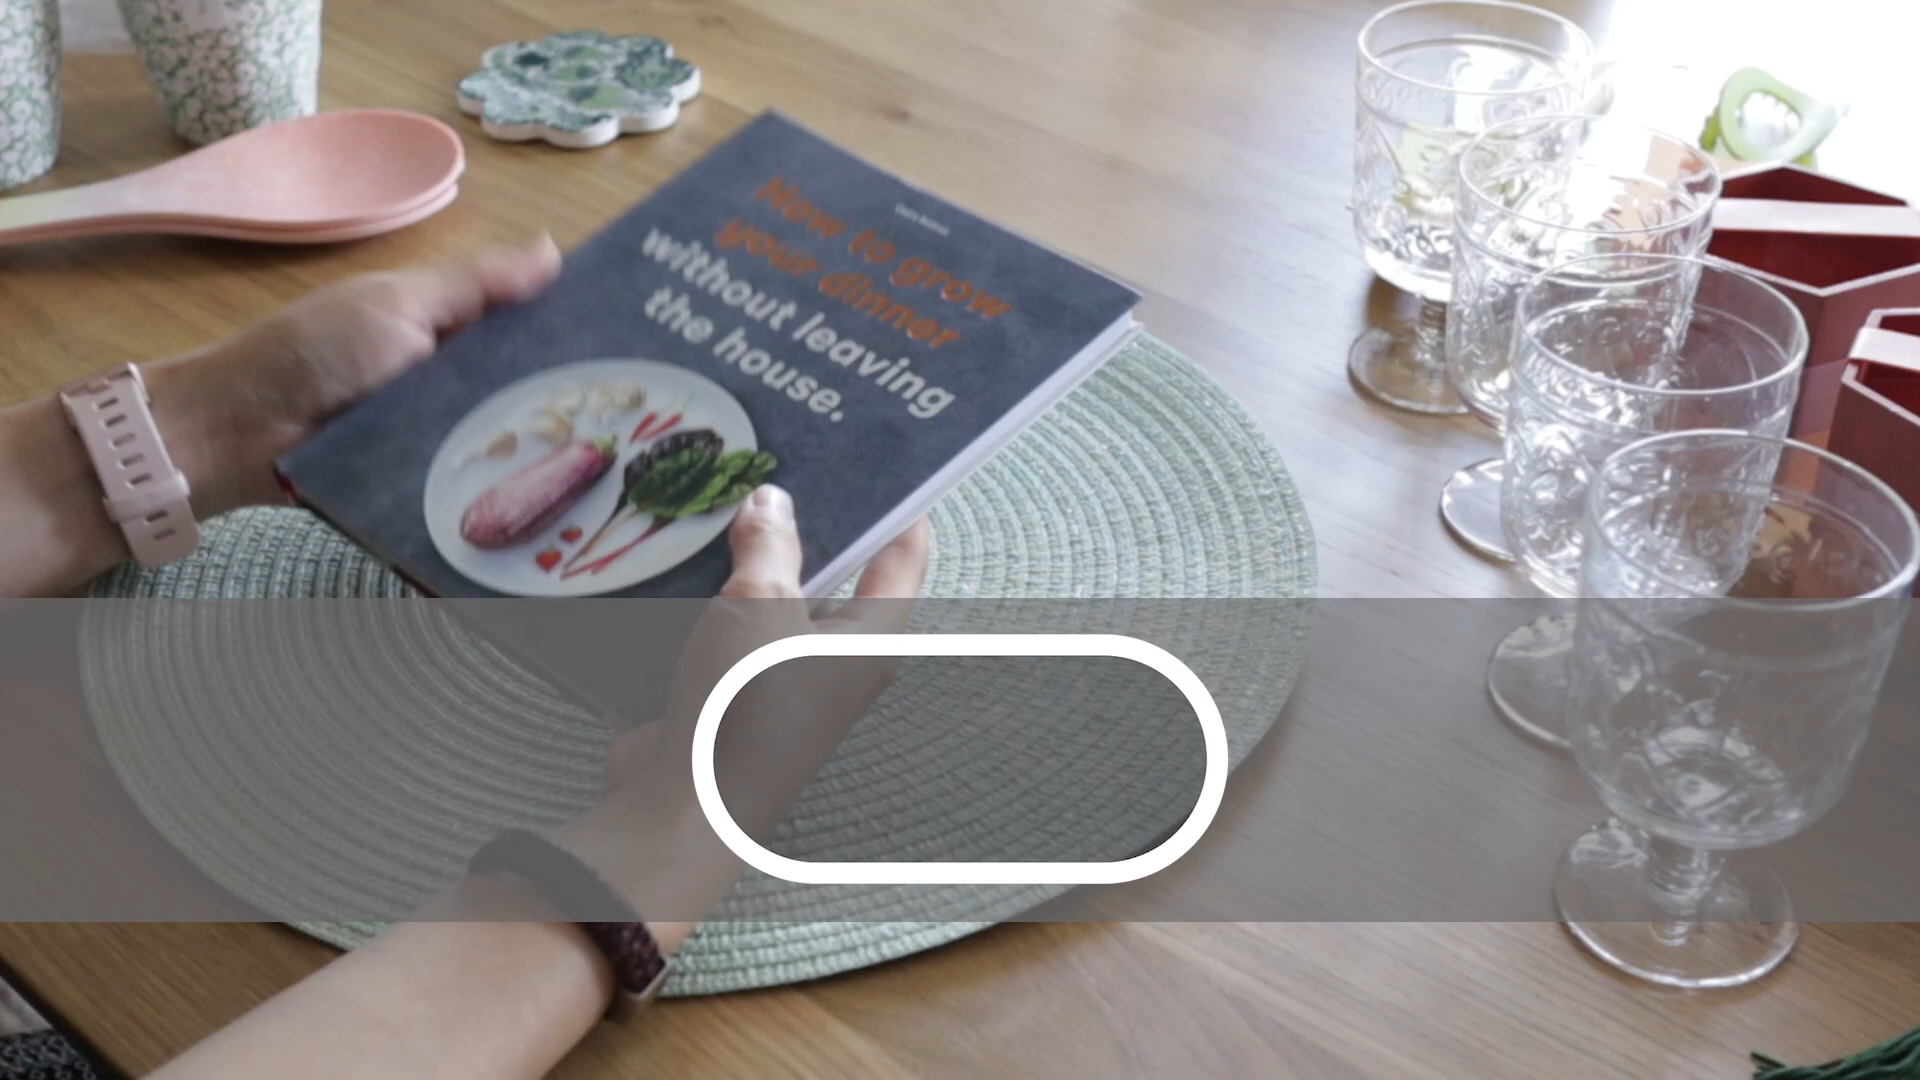 How to grow
your dinner
without leaving
the house.